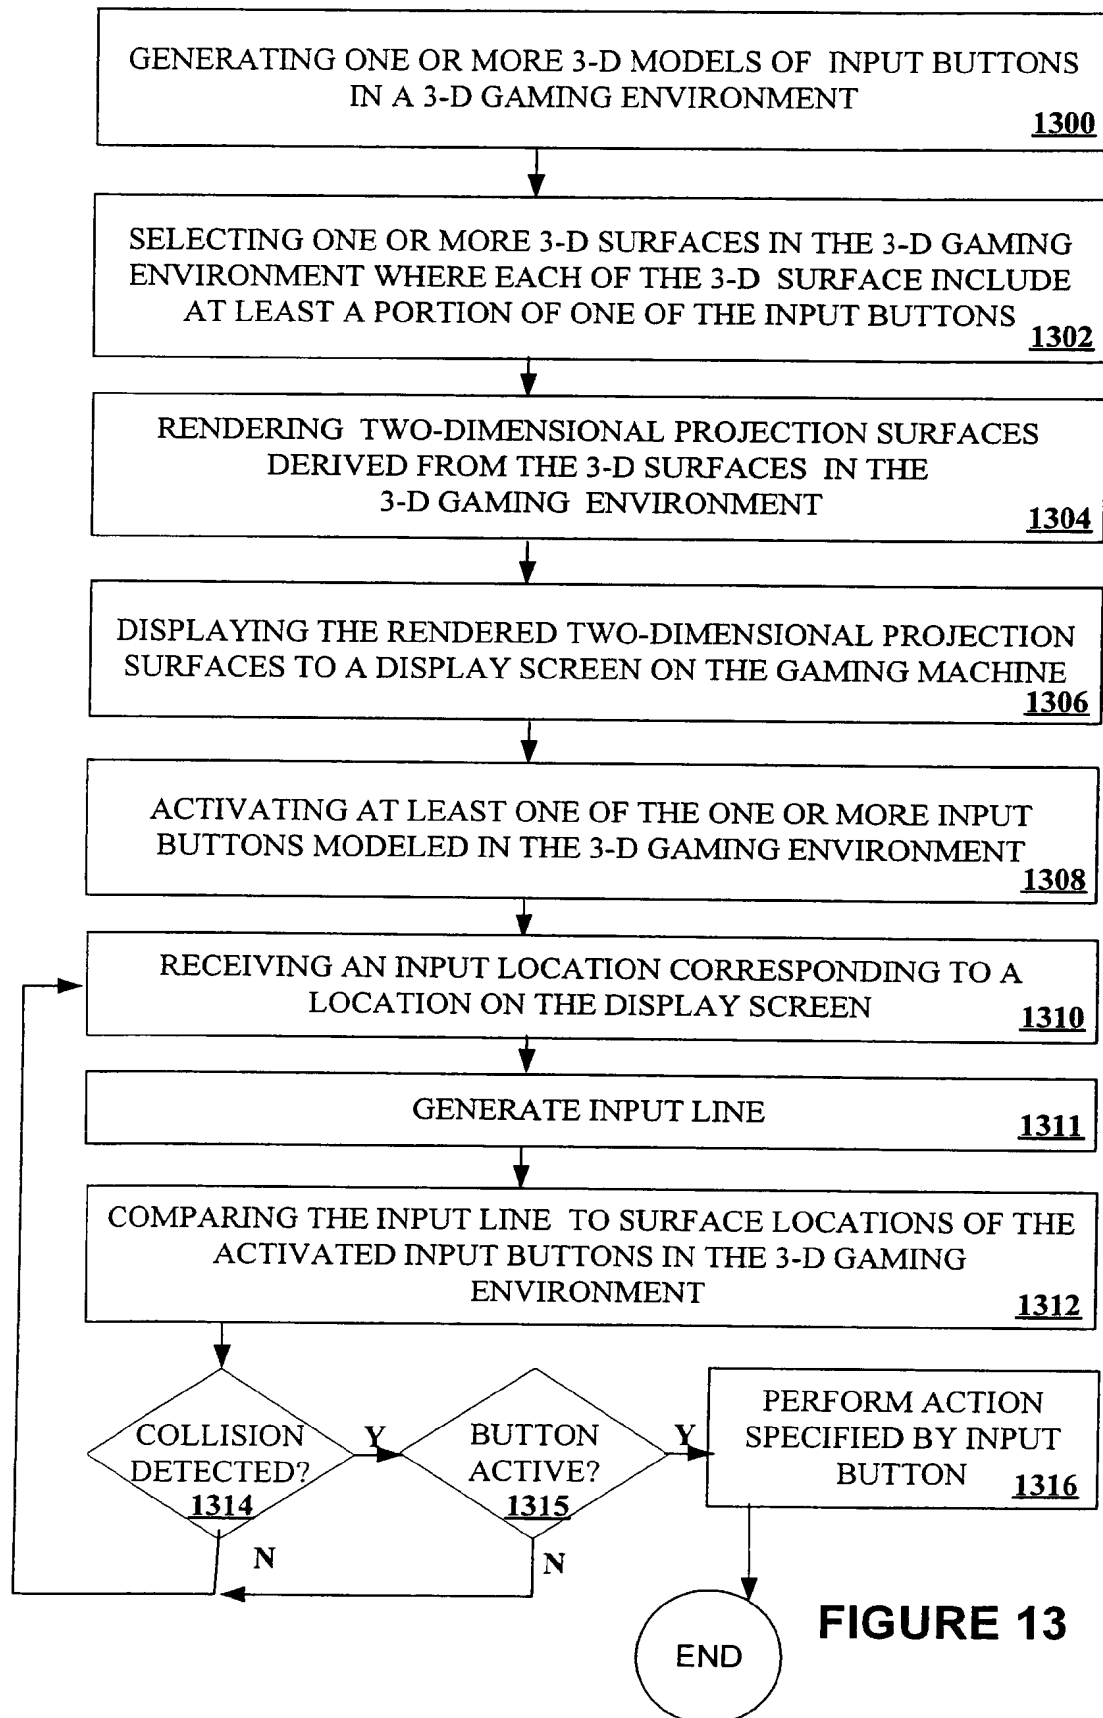 GENERATING ONE OR MORE 3-D MODELS OF INPUT BUTTONS
IN A 3-D GAMING ENVIRONMENT
1300
SELECTING ONE OR MORE 3-D SURFACES IN THE 3-D GAMING
ENVIRONMENT WHERE EACH OF THE 3-D SURFACE INCLUDE
AT LEAST A PORTION OF ONE OF THE INPUT BUTTONS
1302
RENDERING TWO-DIMENSIONAL PROJECTION SURFACES
DERIVED FROM THE 3-D SURFACES IN THE
3-D GAMING ENVIRONMENT
1304
DISPLAYING THE RENDERED TWO-DIMENSIONAL PROJECTION
SURFACES TO A DISPLAY SCREEN ON THE GAMING MACHINE
1306
ACTIVATING AT LEAST ONE OF THE ONE OR MORE INPUT
BUTTONS MODELED IN THE 3-D GAMING ENVIRONMENT
1308
RECEIVING AN INPUT LOCATION CORRESPONDING TO A
LOCATION ON THE DISPLAY SCREEN
1310
GENERATE INPUT LINE
1311
COMPARING THE INPUT LINE TO SURFACE LOCATIONS OF THE
ACTIVATED INPUT BUTTONS IN THE 3-D GAMING
ENVIRONMENT
1312
COLLISION
DETECTED?
1314
Y
N
BUTTON
ACTIVE?
1315
Y
N
PERFORM ACTION
SPECIFIED BY INPUT
BUTTON
1316
END
FIGURE 13